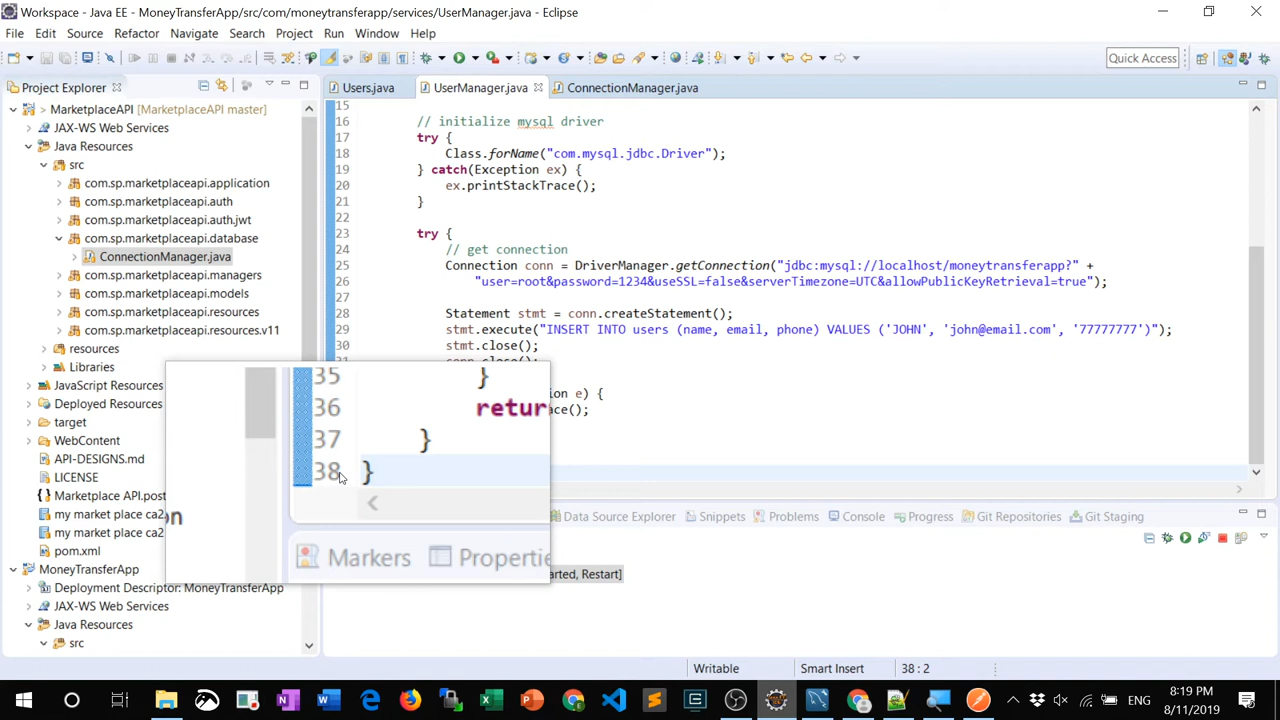 Workspace - Java EE - MoneyTransferApp/src/com/moneytransferapp/services/UserManager.java - Eclipse
File Edit Source Refactor Navigate Search Project Run Window Help
Quick Access
Project Explorer
Users.java UserManager.java ConnectionManager.java
MarketplaceAPI [MarketplaceAPI master]
JAX-WS Web Services
Java Resources
src
com.sp.marketplaceapi.application
com.sp.marketplaceapi.auth
com.sp.marketplaceapi.auth.jwt
com.sp.marketplaceapi.database
ConnectionManager.java
com.sp.marketplaceapi.managers
com.sp.marketplaceapi.models
com.sp.marketplaceapi.resources
com.sp.marketplaceapi.resources.v11
resources
Libraries
JavaScript Resources
Deployed Resources
target
WebContent
API-DESIGNS.md
LICENSE
Marketplace API.post
my market place ca2
my market place ca2
pom.xml
MoneyTransferApp
Deployment Descriptor: MoneyTransferApp
JAX-WS Web Services
Java Resources
src
15
16 // initialize mysql driver
17 try {
18 Class.forName("com.mysql.jdbc.Driver");
19 } catch(Exception ex) {
20 ex.printStackTrace();
21 }
22
23 try {
24 // get connection
25 Connection conn = DriverManager.getConnection("jdbc:mysql://localhost/moneytransferapp?" +
26 "user=root&password=1234&useSSL=false&serverTimezone=UTC&allowPublicKeyRetrieval=true");
27
28 Statement stmt = conn.createStatement();
29 stmt.execute("INSERT INTO users (name, email, phone) VALUES ('JOHN', 'john@email.com', '77777777')");
30 stmt.close();
31 conn.close();
ion e) {
ace();
35 }
36 retur
37 }
38 }
on
Markers Propertie
Data Source Explorer Snippets Problems Console Progress Git Repositories Git Staging
arted, Restart]
Writable Smart Insert 38 : 2
ENG
8:19 PM
8/11/2019